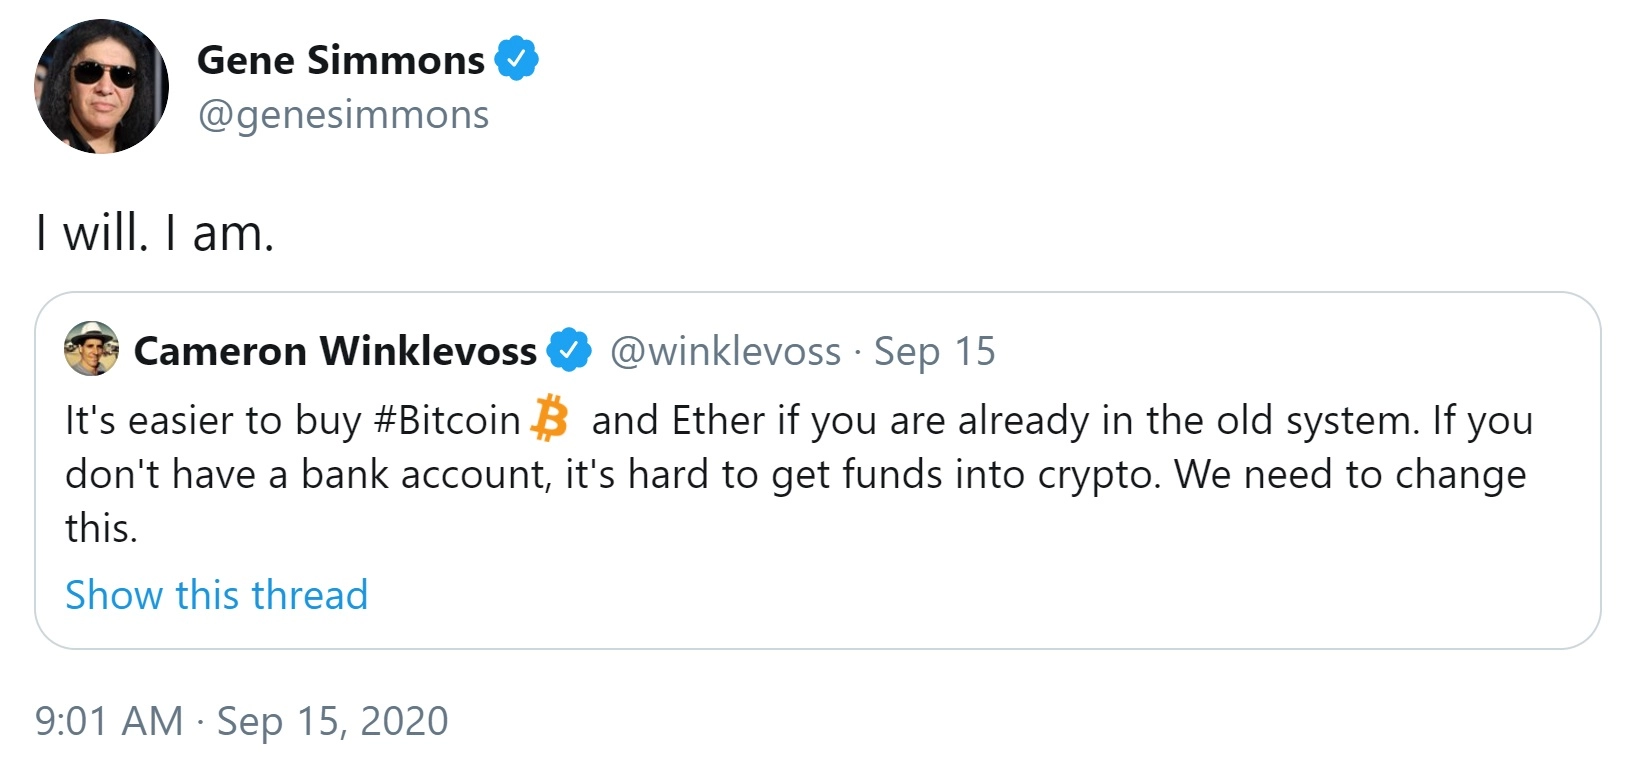 Gene Simmons
@genesimmons
I will. I am.
Cameron Winklevoss @winklevoss · Sep 15
It's easier to buy #Bitcoin and Ether if you are already in the old system. If you
don't have a bank account, it's hard to get funds into crypto. We need to change
this.
Show this thread
9:01 AM · Sep 15, 2020